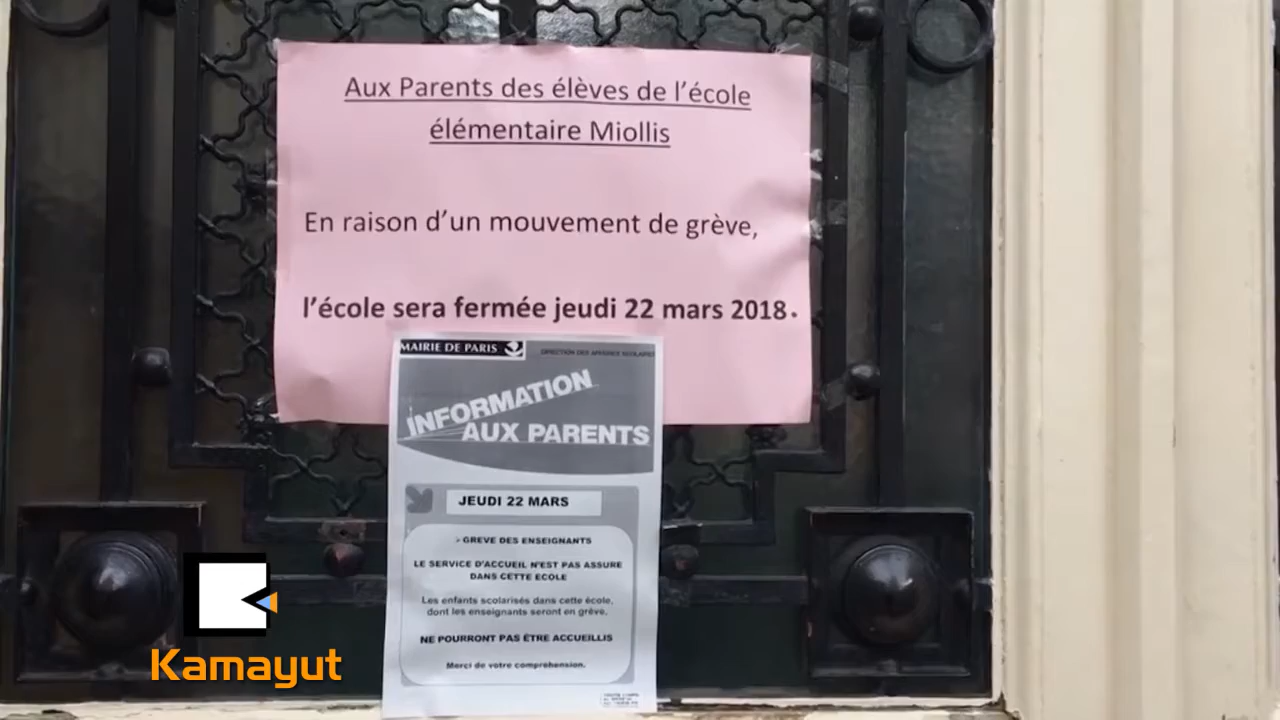 Aux Parents des élèves de l'école
élémentaire Miollis
En raison d'un mouvement de grève,
l'école sera fermée jeudi 22 mars 2018.
MAIRIE DE PARIS
DIRECTION DES AFFAIRES SCOLAIRES
INFORMATION
AUX PARENTS
JEUDI 22 MARS
> GREVE DES ENSEIGNANTS
LE SERVICE D'ACCUEIL N'EST PAS ASSURE
DANS CETTE ECOLE
Les enfants scolarisés dans cette école,
dont les enseignants seront en grève,
NE POURRONT PAS ÊTRE ACCUEILLIS
Merci de votre compréhension.
Kamayut